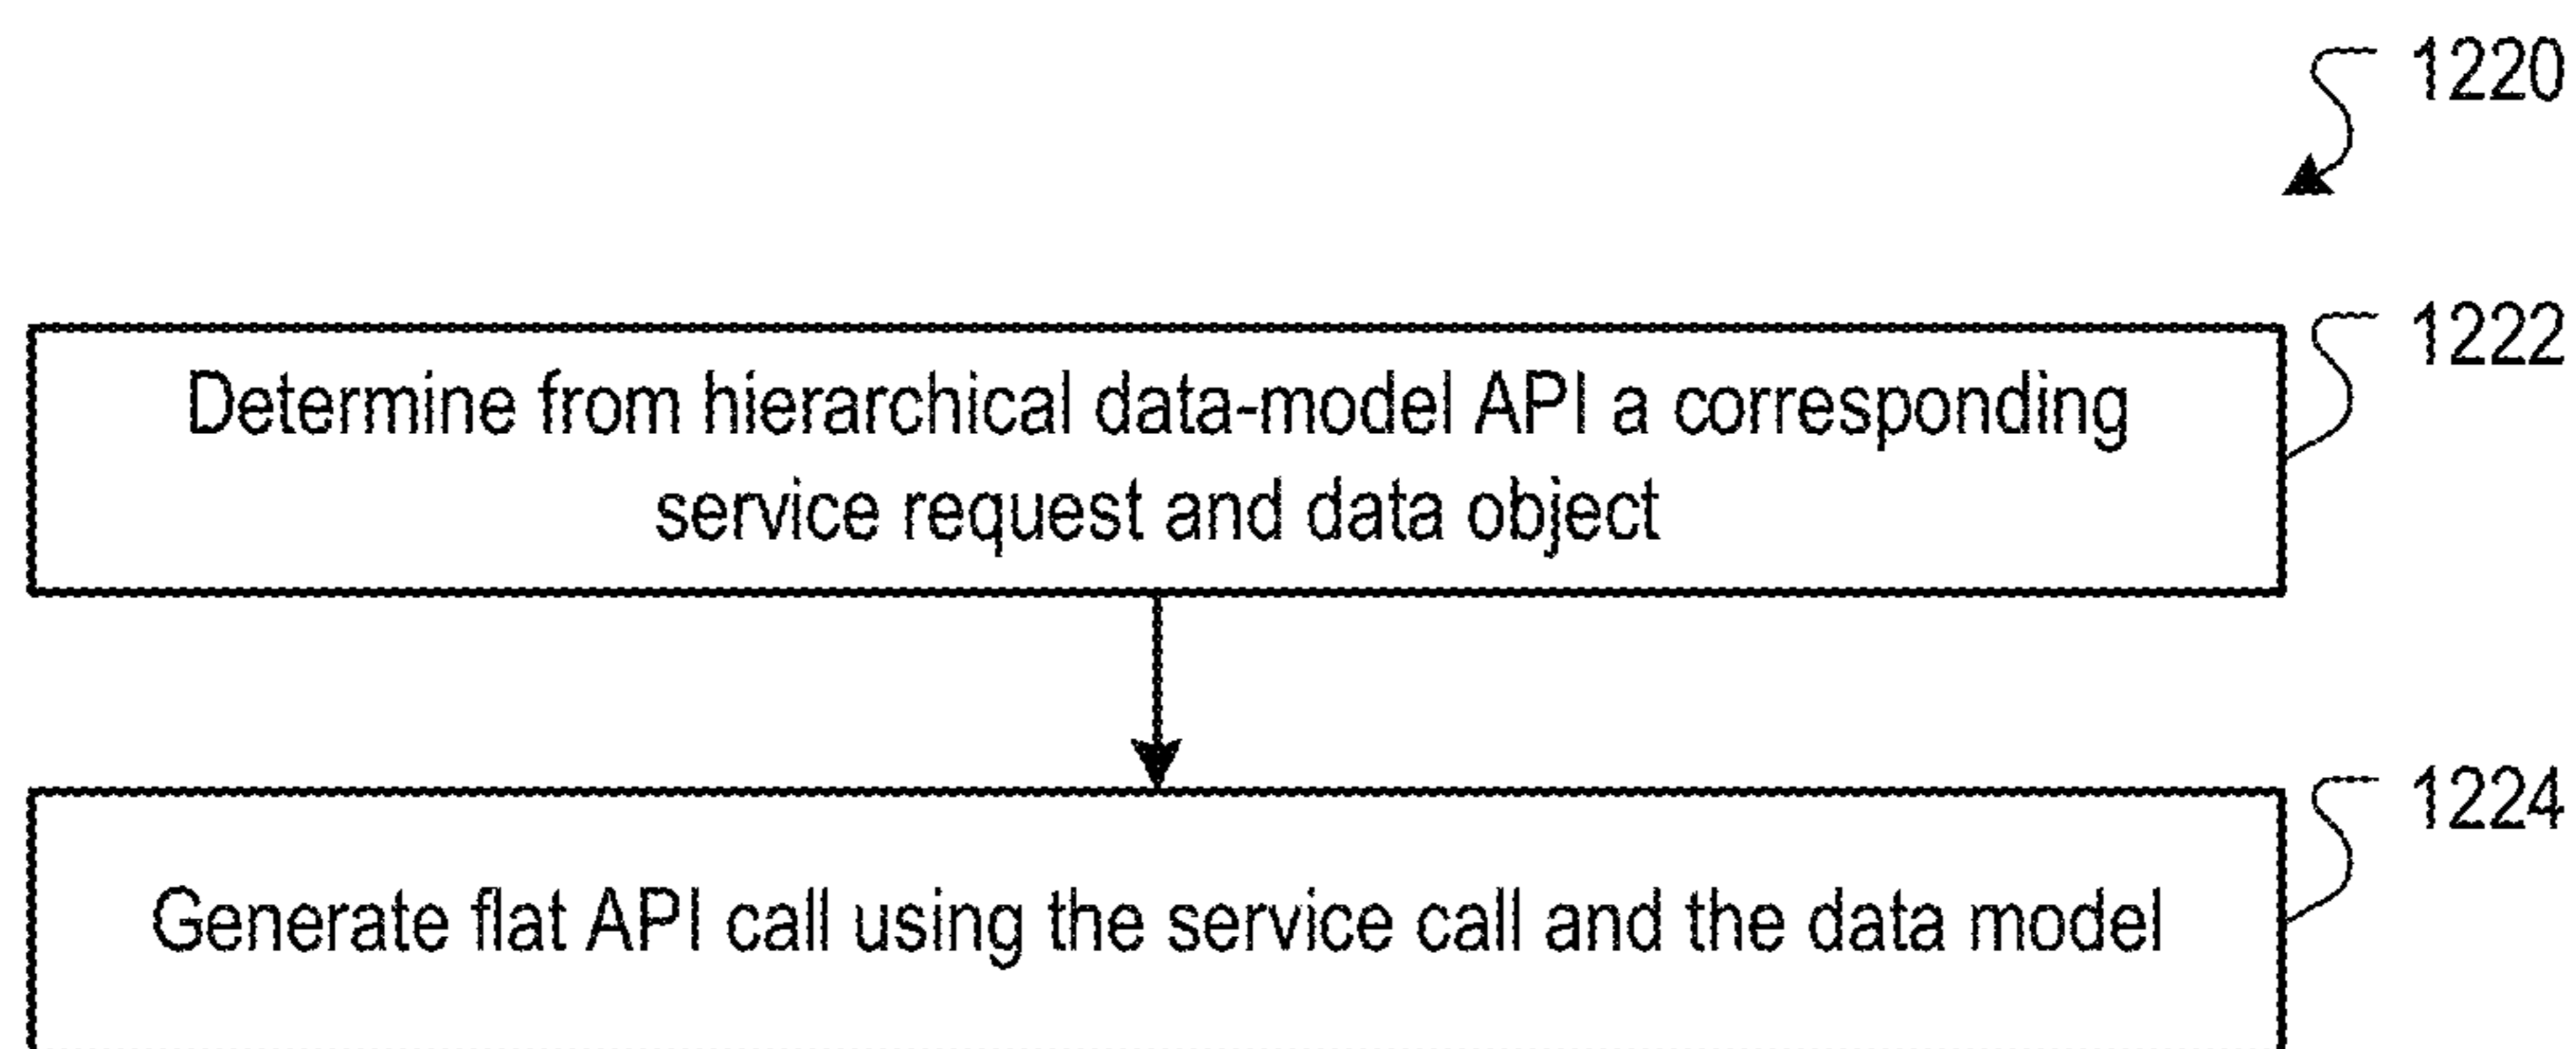 1220
1222
Determine from hierarchical data-model API a corresponding
service request and data object
1224
Generate flat API call using the service call and the data model